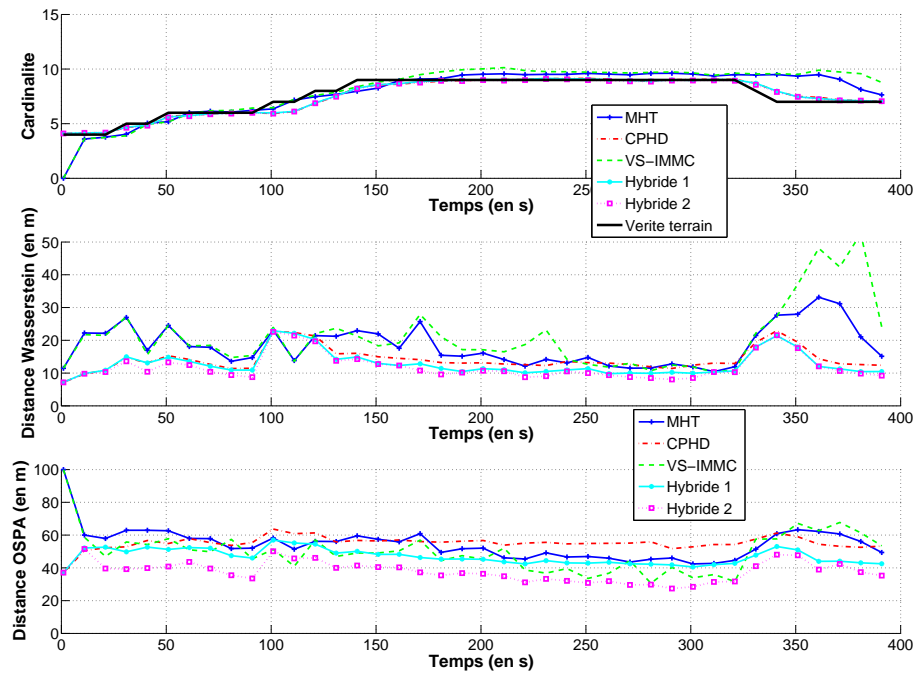 Cardinalite
15
10
5
0
0 50 100 150 200 250 300 350 400
Temps (en s)
MHT
CPHD
VS-IMMC
Hybride 1
Hybride 2
Verite terrain
Distance Wasserstein (en m)
50
40
30
20
10
0
0 50 100 150 200 250 300 350 400
Temps (en s)
MHT
CPHD
VS-IMMC
Hybride 1
Hybride 2
Distance OSPA (en m)
100
80
60
40
20
0
0 50 100 150 200 250 300 350 400
Temps (en s)